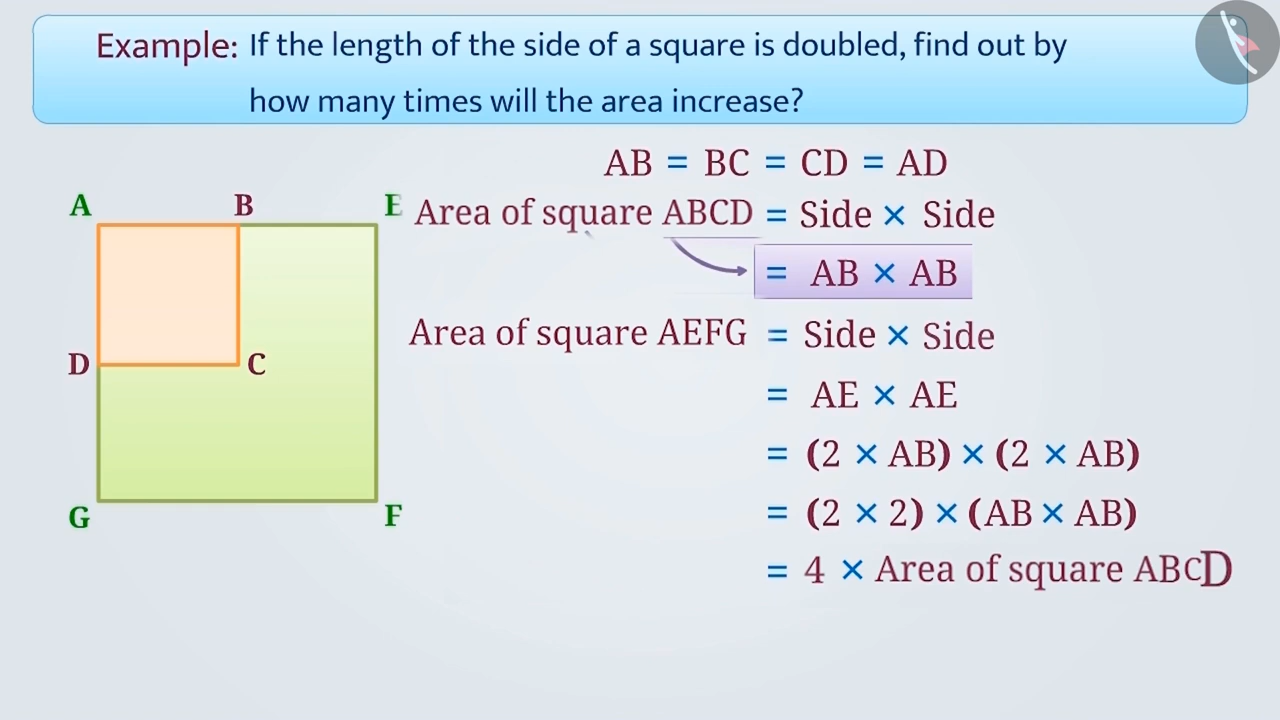 Example: If the length of the side of a square is doubled, find out by
how many times will the area increase?
AB = BC = CD = AD
A B E
Area of square ABCD = Side × Side
= AB × AB
Area of square AEFG = Side × Side
D C
= AE × AE
= (2 × AB) × (2 × AB)
= (2 × 2) × (AB × AB)
G F
= 4 × Area of square ABCD